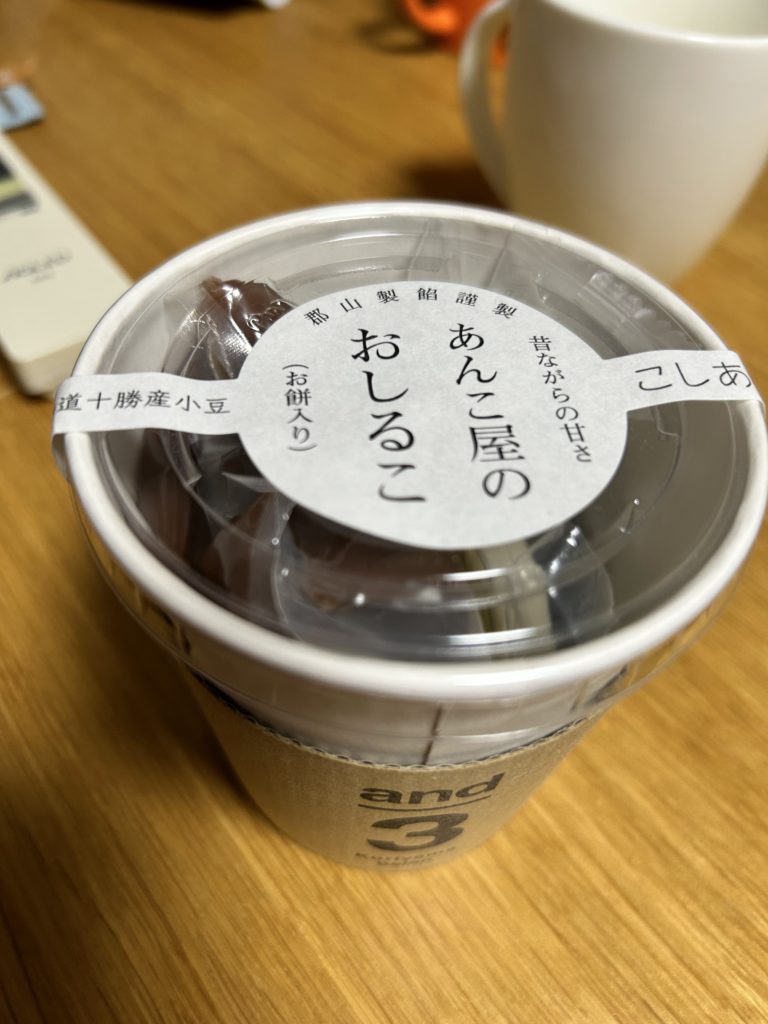 郡山製餡謹製
昔ながらの甘さ
あんこ屋の
おしるこ
(お餅入り)
道十勝産小豆
あしこ
and
3